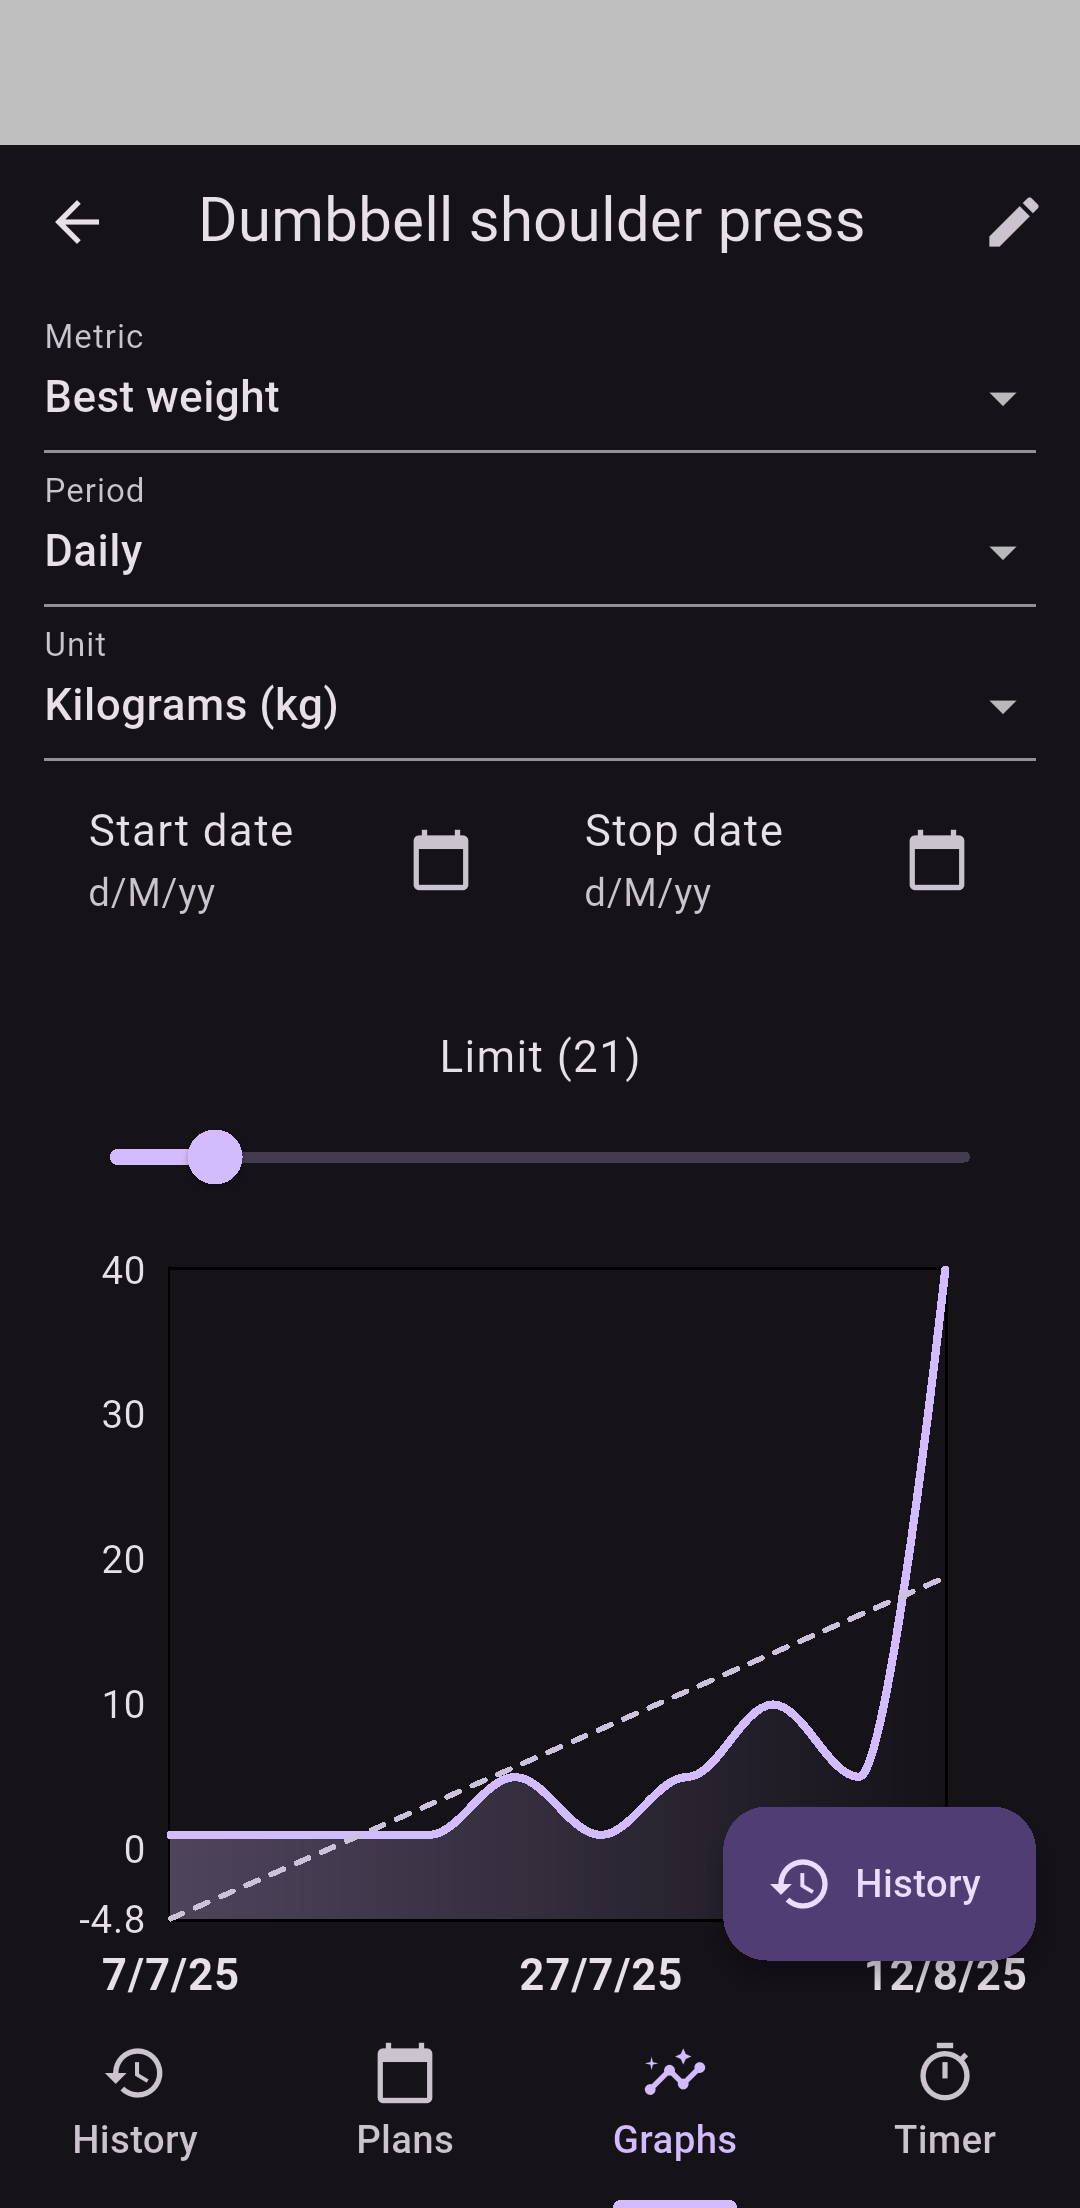 Dumbbell shoulder press
Metric
Best weight
Period
Daily
Unit
Kilograms (kg)
Start date
d/M/yy
Stop date
d/M/yy
Limit (21)
40
30
20
10
0
-4.8
History
7/7/25
27/7/25
12/8/25
History
Plans
Graphs
Timer